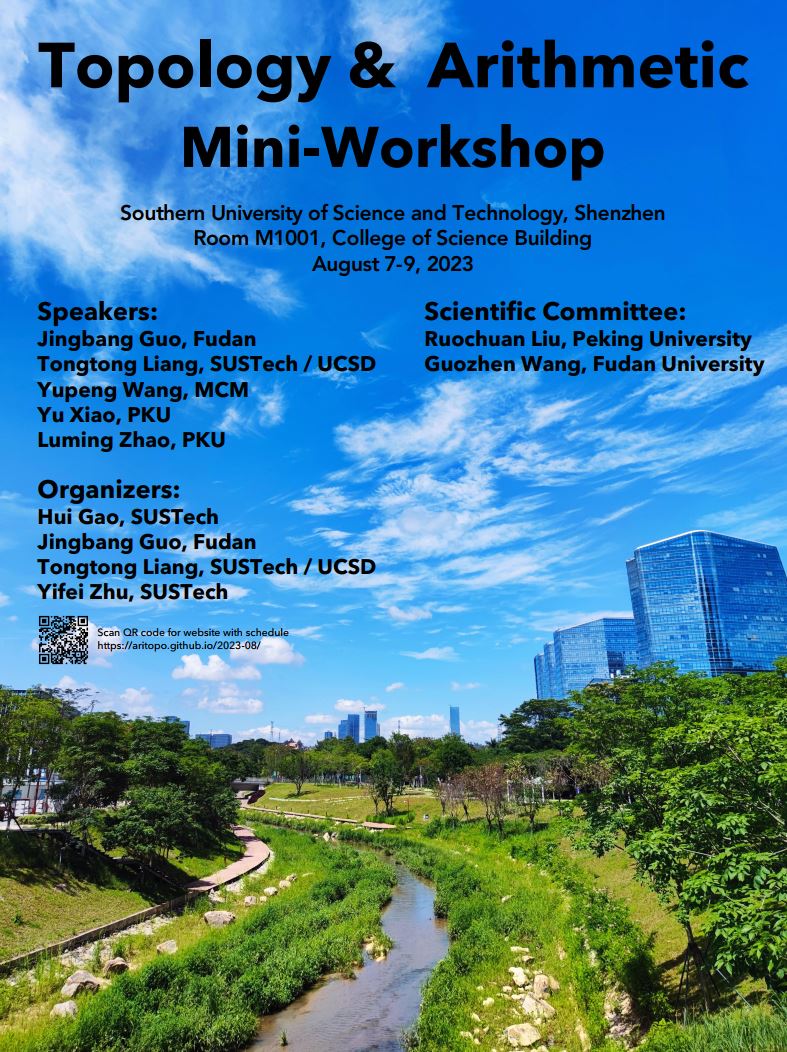 Topology & Arithmetic
Mini-Workshop
Southern University of Science and Technology, Shenzhen
Room M1001, College of Science Building
August 7-9, 2023
Speakers:
Jingbang Guo, Fudan
Tongtong Liang, SUSTech / UCSD
Yupeng Wang, MCM
Yu Xiao, PKU
Luming Zhao, PKU
Scientific Committee:
Ruochuan Liu, Peking University
Guozhen Wang, Fudan University
Organizers:
Hui Gao, SUSTech
Jingbang Guo, Fudan
Tongtong Liang, SUSTech / UCSD
Yifei Zhu, SUSTech
Scan QR code for website with schedule
https://aritopo.github.io/2023-08/